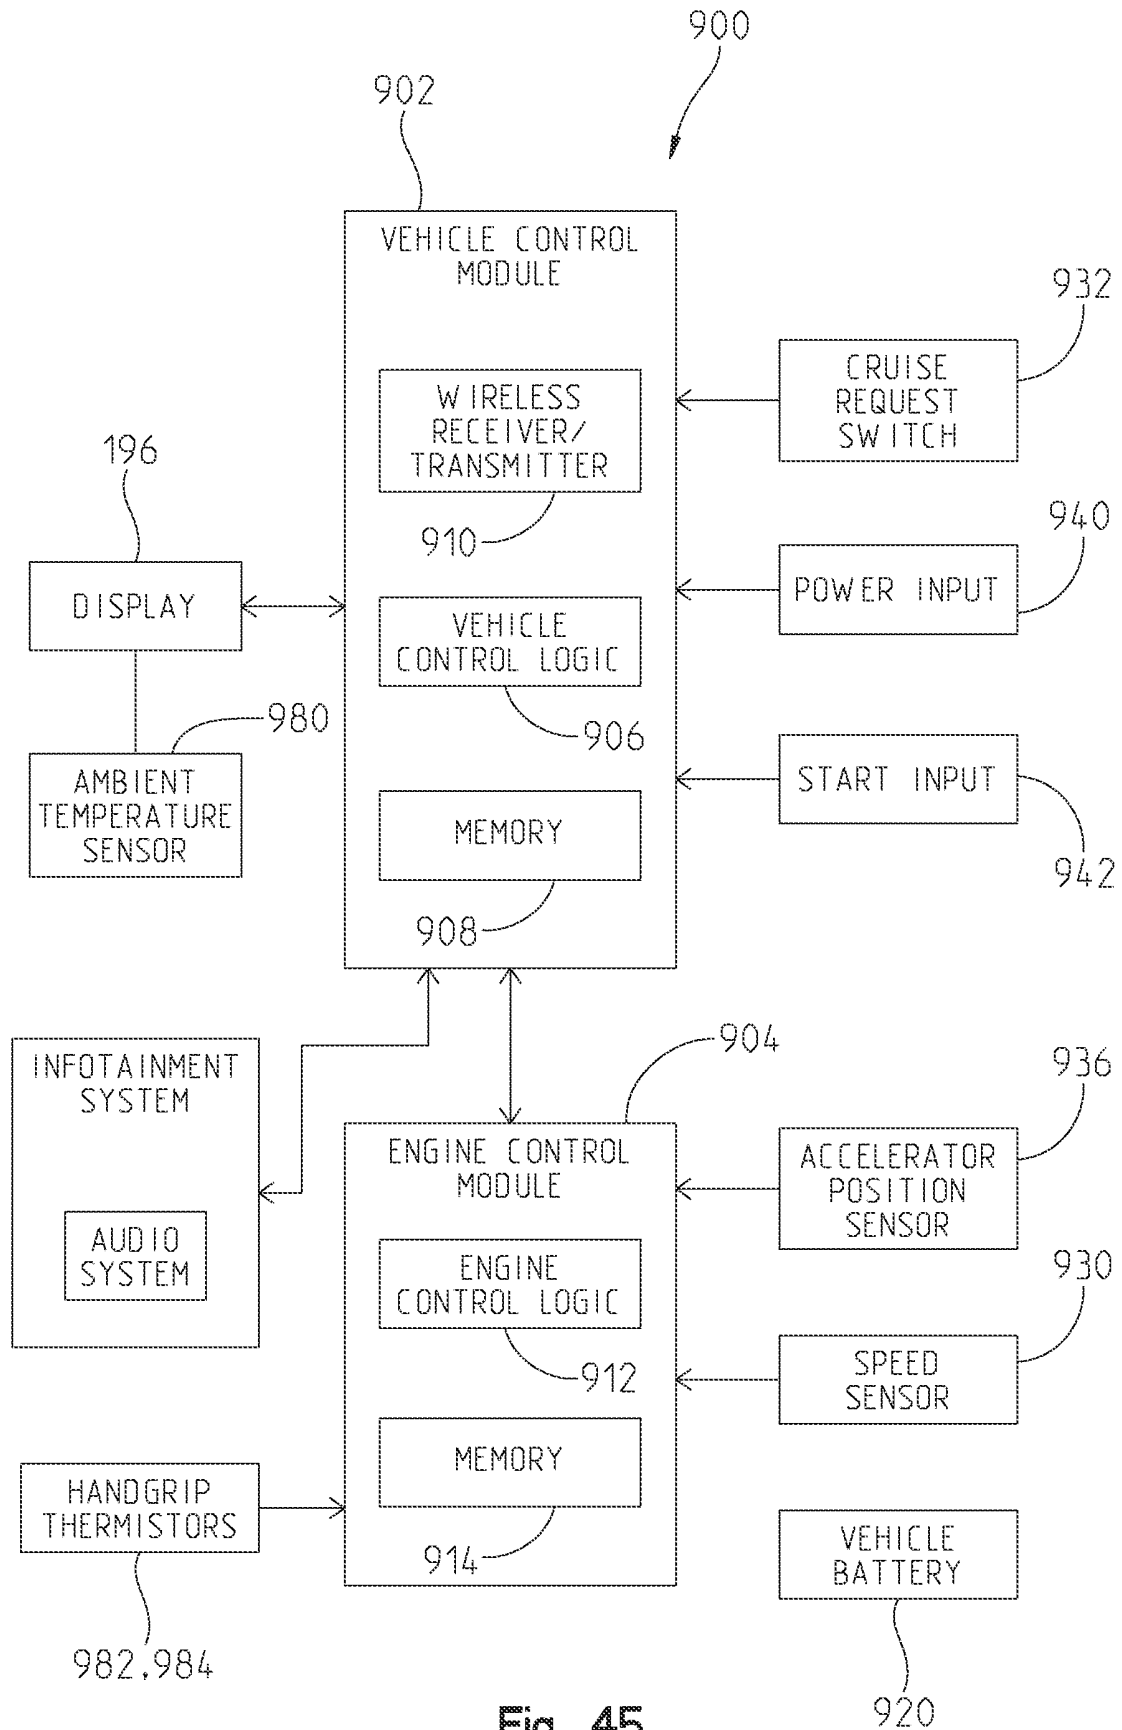 900
902
VEHICLE CONTROL
MODULE
932
CRUISE
REQUEST
SWITCH
WIRELESS
RECEIVER/
TRANSMITTER
910
196
DISPLAY
940
POWER INPUT
VEHICLE
CONTROL LOGIC
906
980
AMBIENT
TEMPERATURE
SENSOR
START INPUT
942
MEMORY
908
904
INFOTAINMENT
SYSTEM
AUDIO
SYSTEM
ENGINE CONTROL
MODULE
936
ACCELERATOR
POSITION
SENSOR
ENGINE
CONTROL LOGIC
912
930
SPEED
SENSOR
MEMORY
914
HANDGRIP
THERMISTORS
982,984
VEHICLE
BATTERY
920
Fig. 45